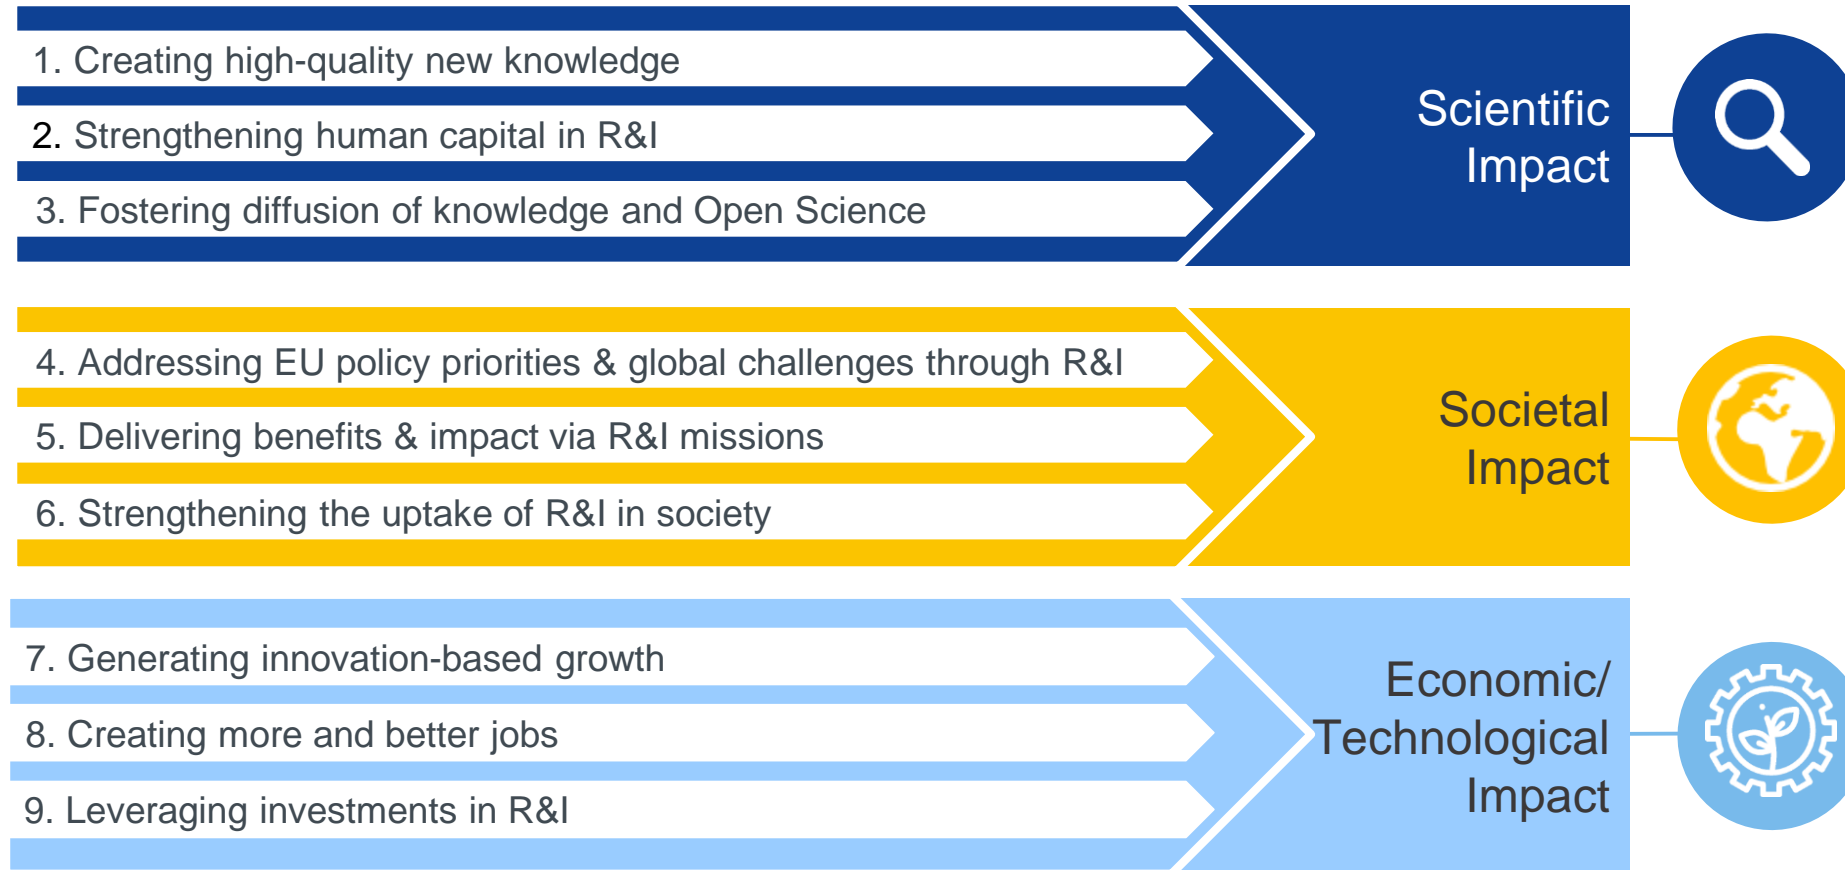 1. Creating high-quality new knowledge
2. Strengthening human capital in R&I
3. Fostering diffusion of knowledge and Open Science
Scientific
Impact
4. Addressing EU policy priorities & global challenges through R&I
5. Delivering benefits & impact via R&I missions
6. Strengthening the uptake of R&I in society
Societal
Impact
7. Generating innovation-based growth
8. Creating more and better jobs
9. Leveraging investments in R&I
Economic/
Technological
Impact